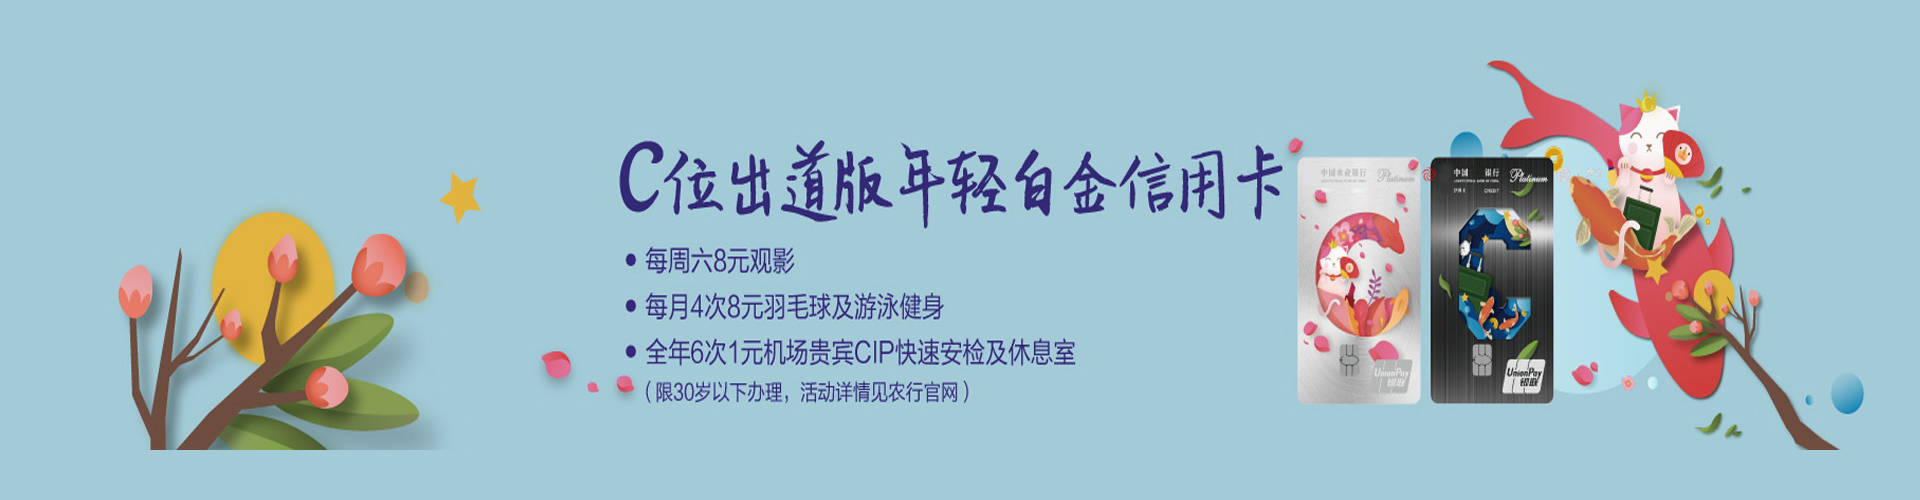 C位出道版年轻白金信用卡
• 每周六8元观影
• 每月4次8元羽毛球及游泳健身
• 全年6次1元机场贵宾CIP快速安检及休息室
(限30岁以下办理，活动详情见农行官网)
中国农业银行 Platinum
UnionPay
银联
中国 银行 Platinum
CREDIT
UnionPay
银联